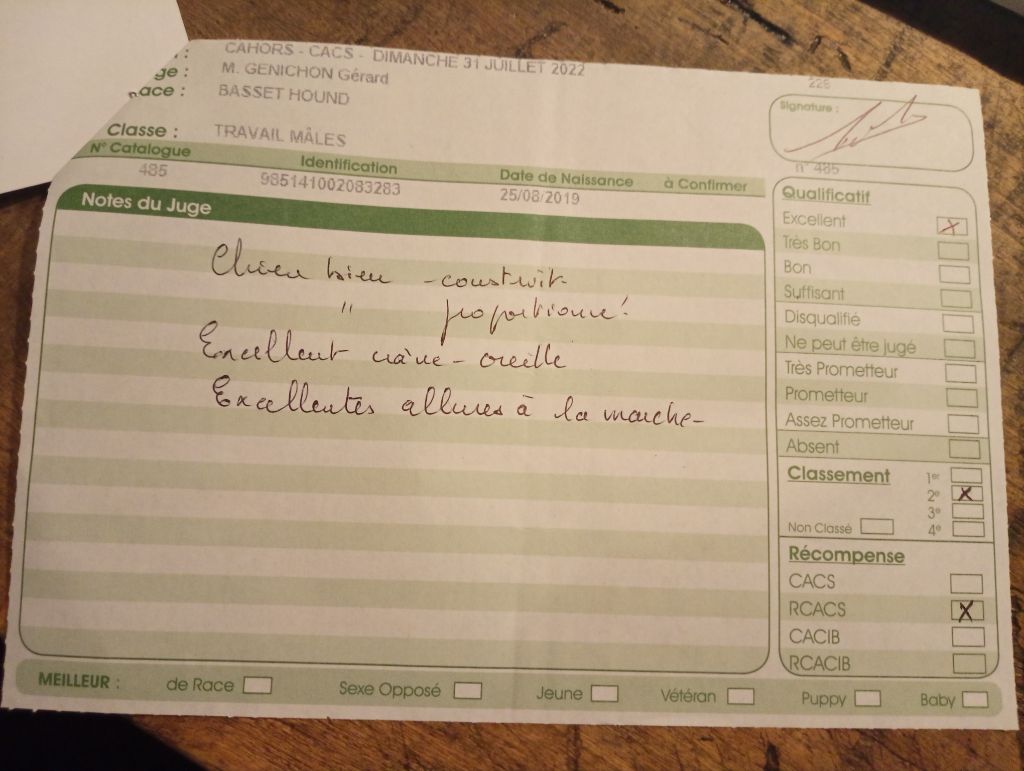 : CAHORS - CACS - DIMANCHE 31 JUILLET 2022
ge : M. GENICHON Gérard
ace : BASSET HOUND
Classe : TRAVAIL MÂLES
N° Catalogue Identification Date de Naissance à Confirmer
485 985141002083283 25/08/2019
Notes du Juge
Chien bien - construit
" proportionné!
Excellent crâne - oreille
Excellentes allures à la marche -
228
Signature :
n° 485
Qualificatif
Excellent X
Très Bon
Bon
Suffisant
Disqualifié
Ne peut être jugé
Très Prometteur
Prometteur
Assez Prometteur
Absent
Classement 1er
2e X
3e
Non Classé 4e
Récompense
CACS
RCACS X
CACIB
RCACIB
MEILLEUR : de Race Sexe Opposé Jeune Vétéran Puppy Baby